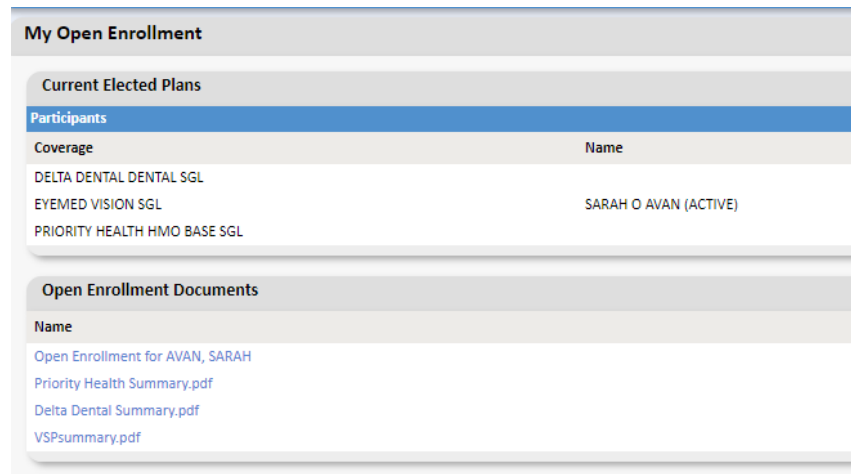 My Open Enrollment
Current Elected Plans
Participants
Coverage Name
DELTA DENTAL DENTAL SGL
EYEMED VISION SGL SARAH O AVAN (ACTIVE)
PRIORITY HEALTH HMO BASE SGL
Open Enrollment Documents
Name
Open Enrollment for AVAN, SARAH
Priority Health Summary.pdf
Delta Dental Summary.pdf
VSPsummary.pdf